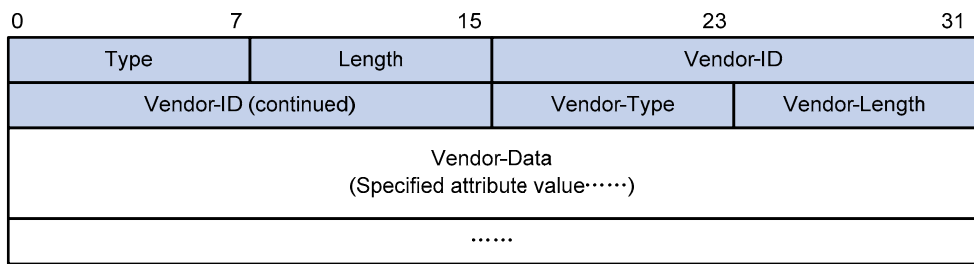 0 7 15 23 31
Type Length Vendor-ID
Vendor-ID (continued) Vendor-Type Vendor-Length
Vendor-Data
(Specified attribute value……)
……